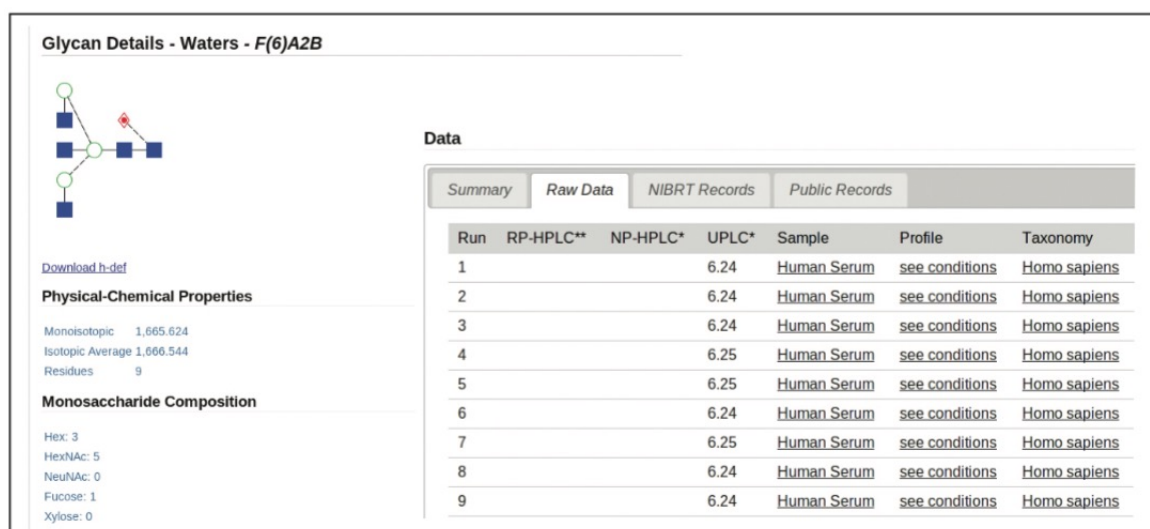 Glycan Details - Waters - F(6)A2B
Download h-def
Physical-Chemical Properties
Monoisotopic 1,665.624
Isotopic Average 1,666.544
Residues 9
Monosaccharide Composition
Hex: 3
HexNAc: 5
NeuNAc: 0
Fucose: 1
Xylose: 0
Data
Summary Raw Data NIBRT Records Public Records
Run RP-HPLC** NP-HPLC* UPLC* Sample Profile Taxonomy
1 6.24 Human Serum see conditions Homo sapiens
2 6.24 Human Serum see conditions Homo sapiens
3 6.24 Human Serum see conditions Homo sapiens
4 6.25 Human Serum see conditions Homo sapiens
5 6.25 Human Serum see conditions Homo sapiens
6 6.24 Human Serum see conditions Homo sapiens
7 6.25 Human Serum see conditions Homo sapiens
8 6.24 Human Serum see conditions Homo sapiens
9 6.24 Human Serum see conditions Homo sapiens